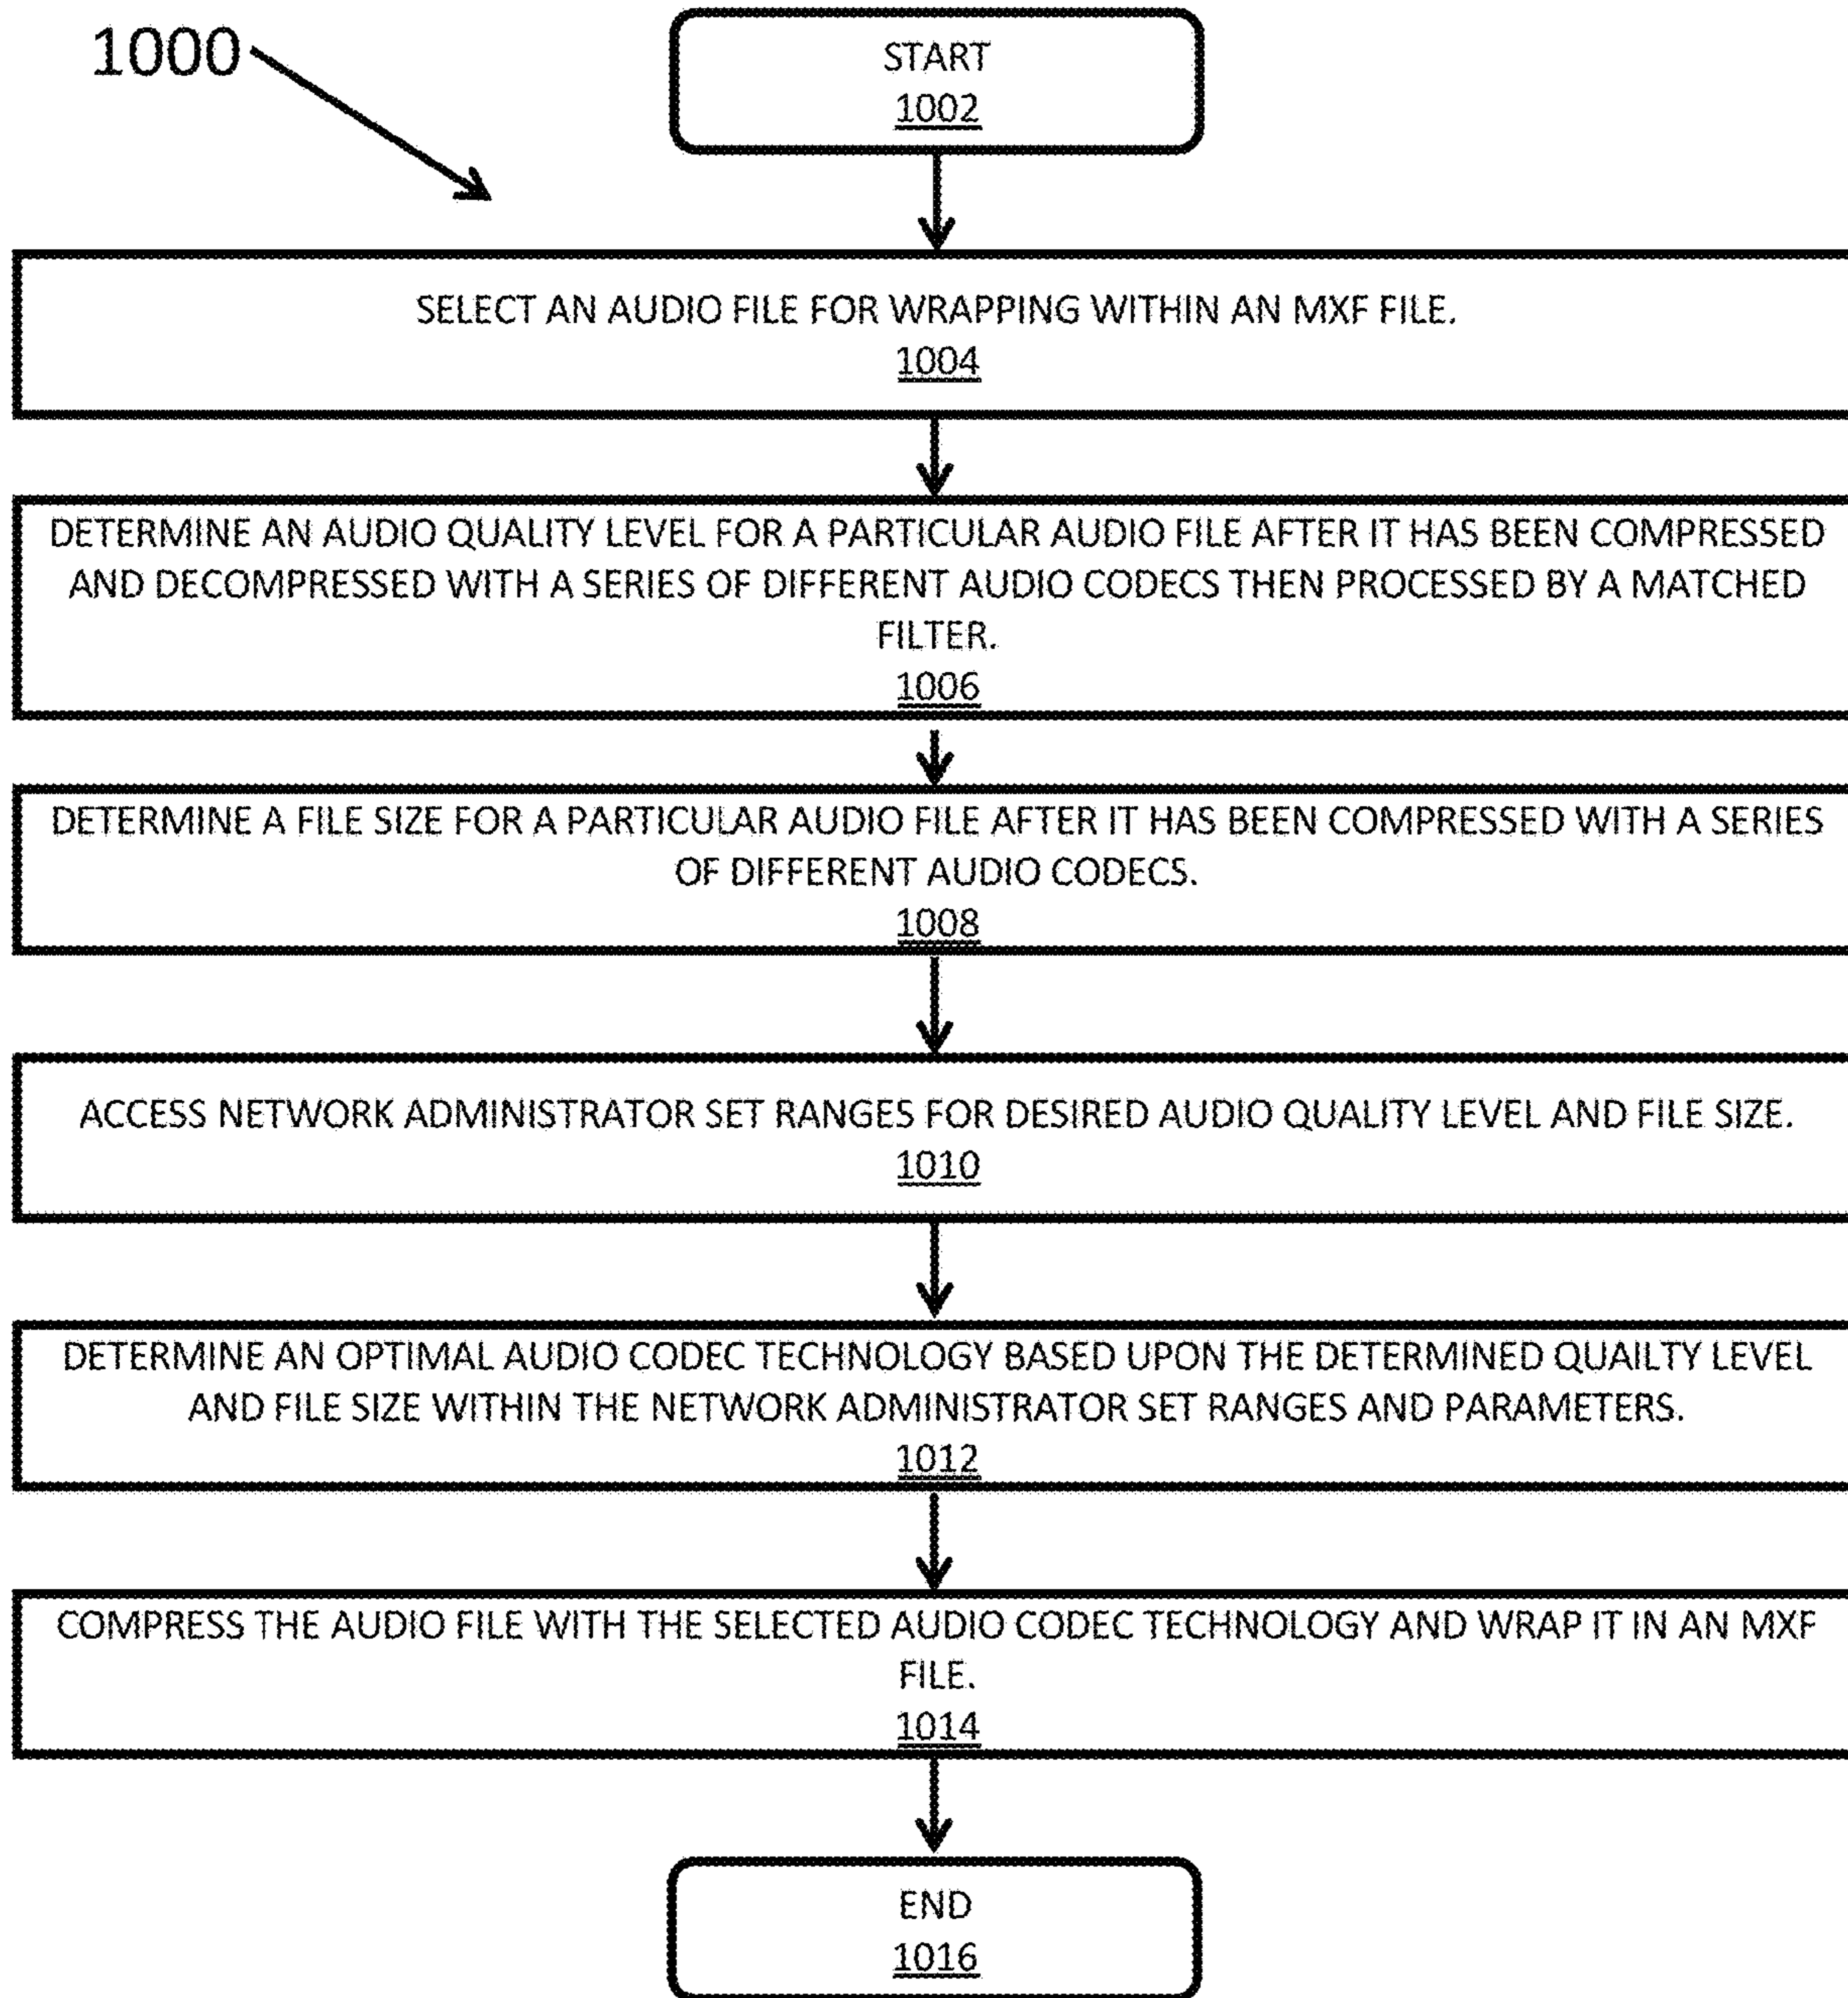 1000
START
1002
SELECT AN AUDIO FILE FOR WRAPPING WITHIN AN MXF FILE.
1004
DETERMINE AN AUDIO QUALITY LEVEL FOR A PARTICULAR AUDIO FILE AFTER IT HAS BEEN COMPRESSED
AND DECOMPRESSED WITH A SERIES OF DIFFERENT AUDIO CODECS THEN PROCESSED BY A MATCHED
FILTER.
1006
DETERMINE A FILE SIZE FOR A PARTICULAR AUDIO FILE AFTER IT HAS BEEN COMPRESSED WITH A SERIES
OF DIFFERENT AUDIO CODECS.
1008
ACCESS NETWORK ADMINISTRATOR SET RANGES FOR DESIRED AUDIO QUALITY LEVEL AND FILE SIZE.
1010
DETERMINE AN OPTIMAL AUDIO CODEC TECHNOLOGY BASED UPON THE DETERMINED QUAILTY LEVEL
AND FILE SIZE WITHIN THE NETWORK ADMINISTRATOR SET RANGES AND PARAMETERS.
1012
COMPRESS THE AUDIO FILE WITH THE SELECTED AUDIO CODEC TECHNOLOGY AND WRAP IT IN AN MXF
FILE.
1014
END
1016